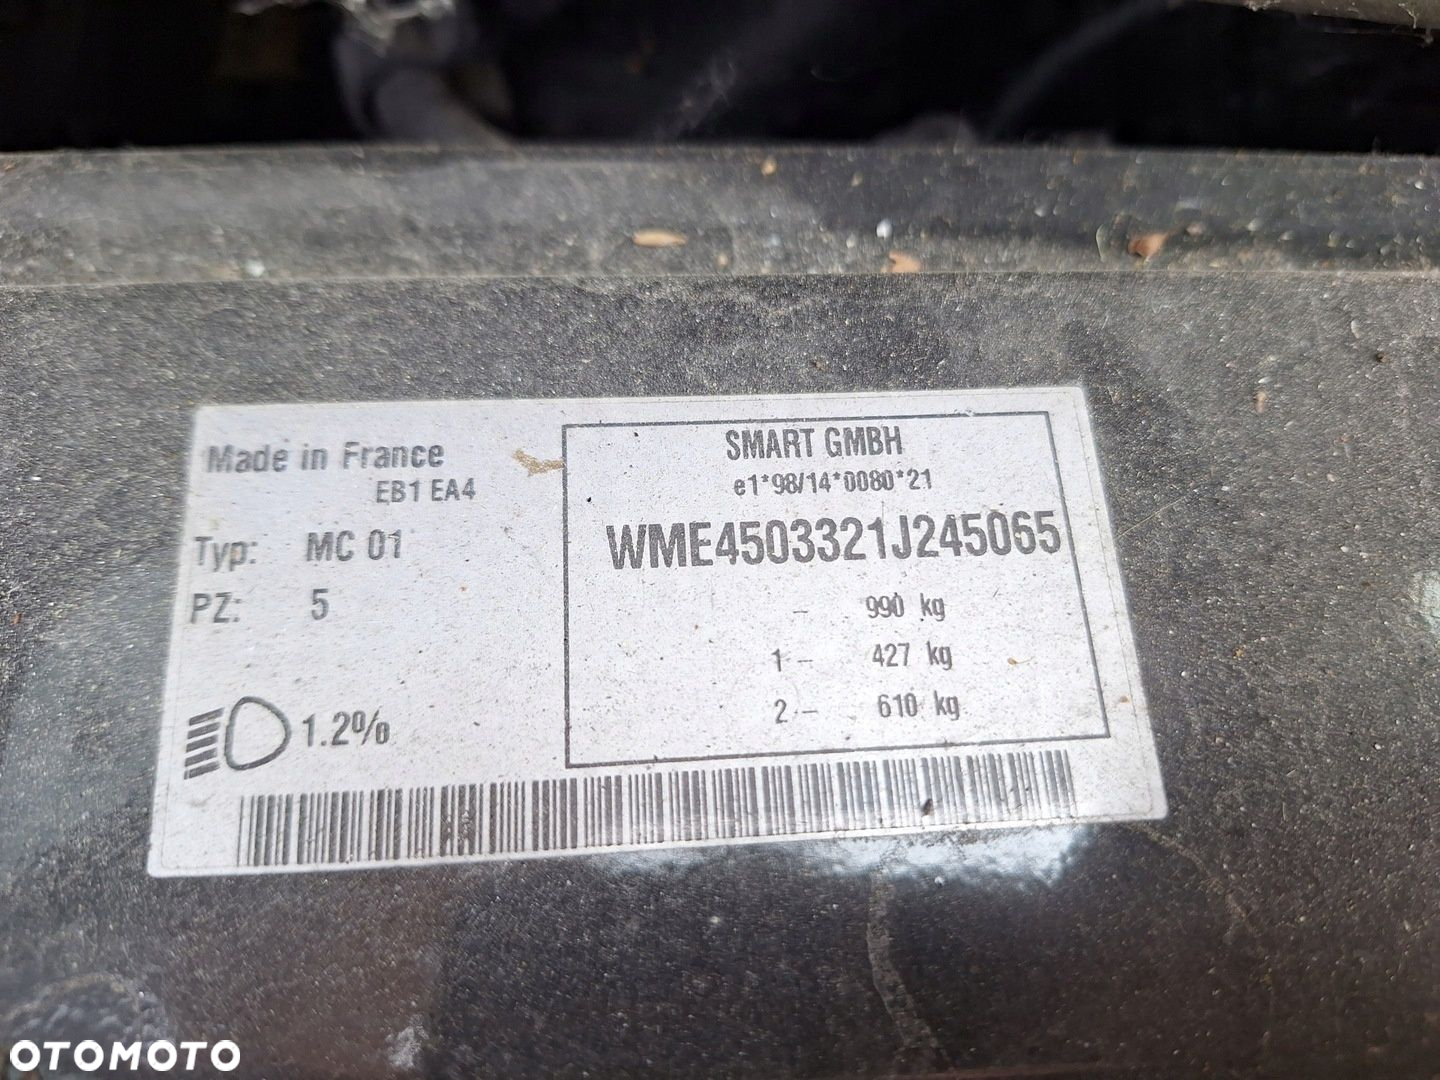 Made in France
EB1 EA4
Typ: MC 01
PZ: 5
1.2%
SMART GMBH
e1*98/14*0080*21
WME4503321J245065
- 990 kg
1 - 427 kg
2 - 610 kg
OTOMOTO